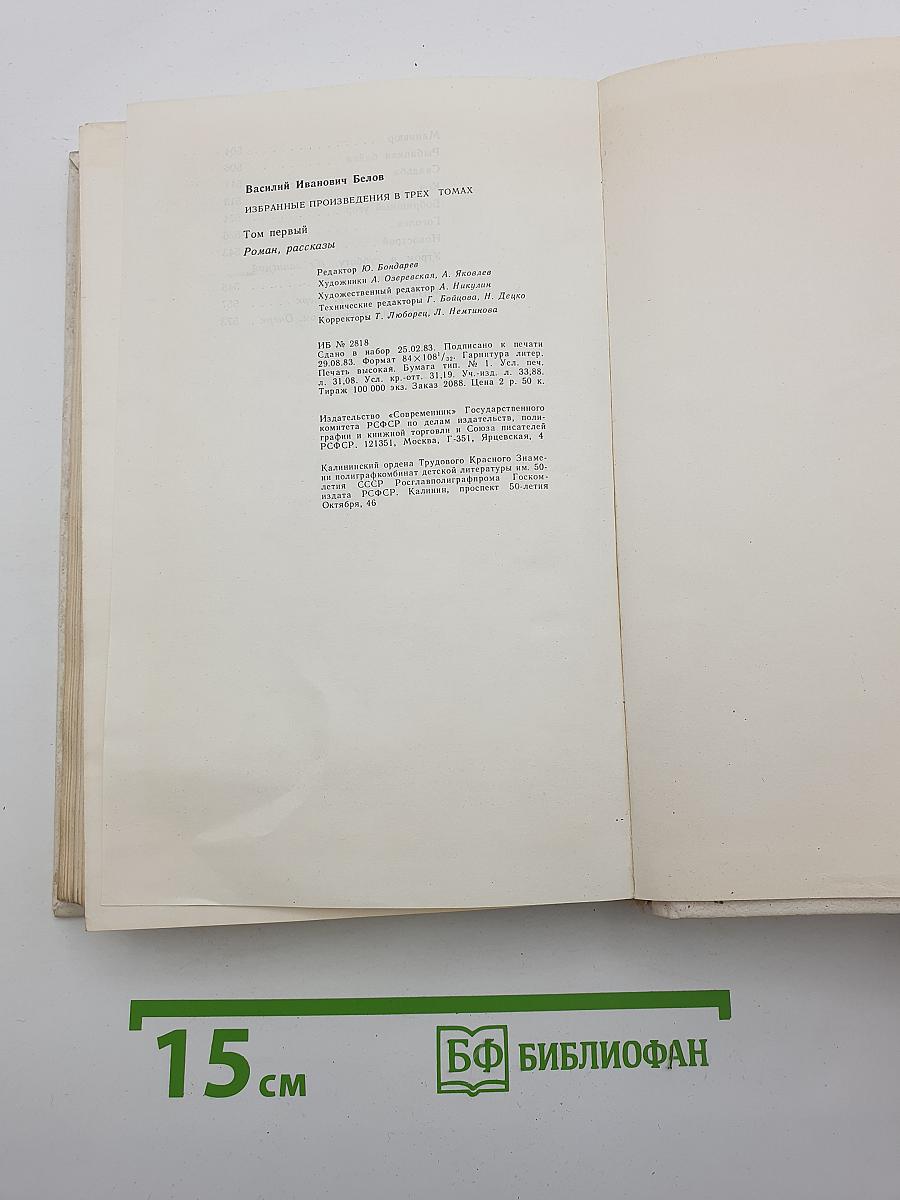 Василий Иванович Белов
ИЗБРАННЫЕ ПРОИЗВЕДЕНИЯ В ТРЕХ ТОМАХ
Том первый
Роман, рассказы
Редактор Ю. Бондарев
Художники А. Озеревская, А. Яковлев
Художественный редактор А. Никулин
Технические редакторы Г. Бойцова, Н. Децко
Корректоры Т. Люборец, Л. Немтинова
ИБ № 2818
Сдано в набор 25.02.83. Подписано к печати
29.08.83. Формат 84×108¹/₃₂. Гарнитура литер.
Печать высокая. Бумага тип. № 1. Усл. печ.
л. 31,08. Усл. кр.-отт. 31,19. Уч.-изд. л. 33,88.
Тираж 100 000 экз. Заказ 2088. Цена 2 р. 50 к.
Издательство «Современник» Государственного
комитета РСФСР по делам издательств, поли-
графии и книжной торговли и Союза писателей
РСФСР. 121351, Москва, Г-351, Ярцевская, 4
Калининский ордена Трудового Красного Знаме-
ни полиграфкомбинат детской литературы им. 50-
летия СССР Росглавполиграфпрома Госком-
издата РСФСР. Калинин, проспект 50-летия
Октября, 46
15 см
БФ БИБЛИОФАН